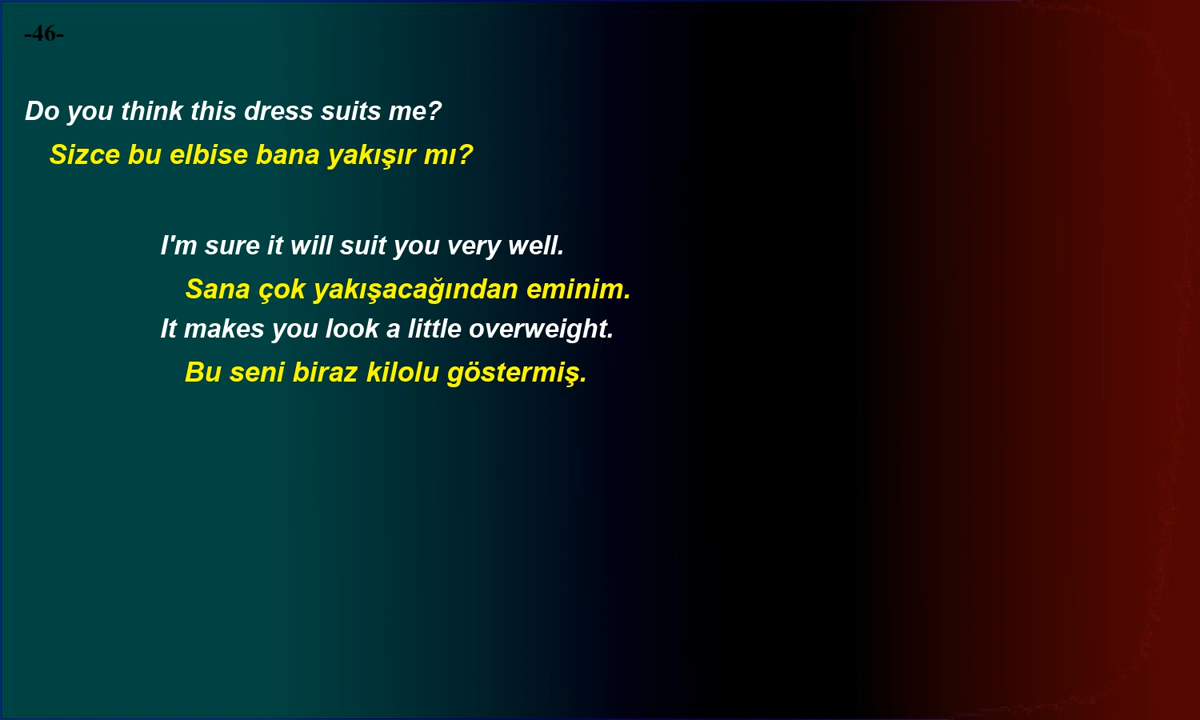 -46-
Do you think this dress suits me?
Sizce bu elbise bana yakışır mı?
I'm sure it will suit you very well.
Sana çok yakışacağından eminim.
It makes you look a little overweight.
Bu seni biraz kilolu göstermiş.